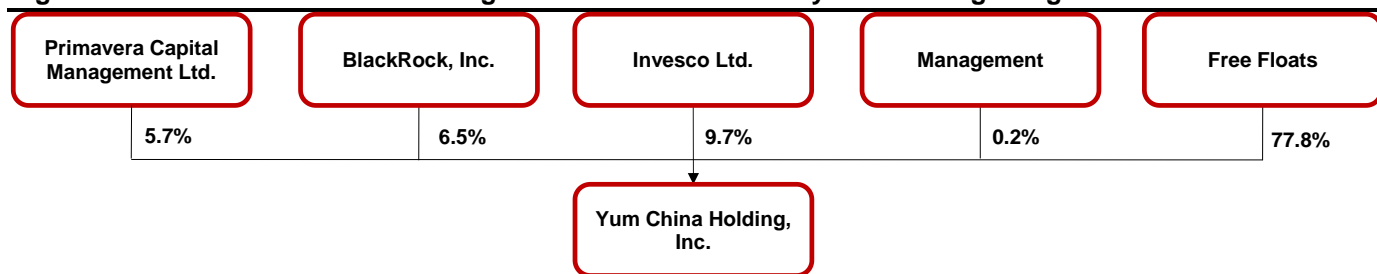 Primavera Capital
Management Ltd.
BlackRock, Inc.
Invesco Ltd.
Management
Free Floats
5.7%
6.5%
9.7%
0.2%
77.8%
Yum China Holding,
Inc.